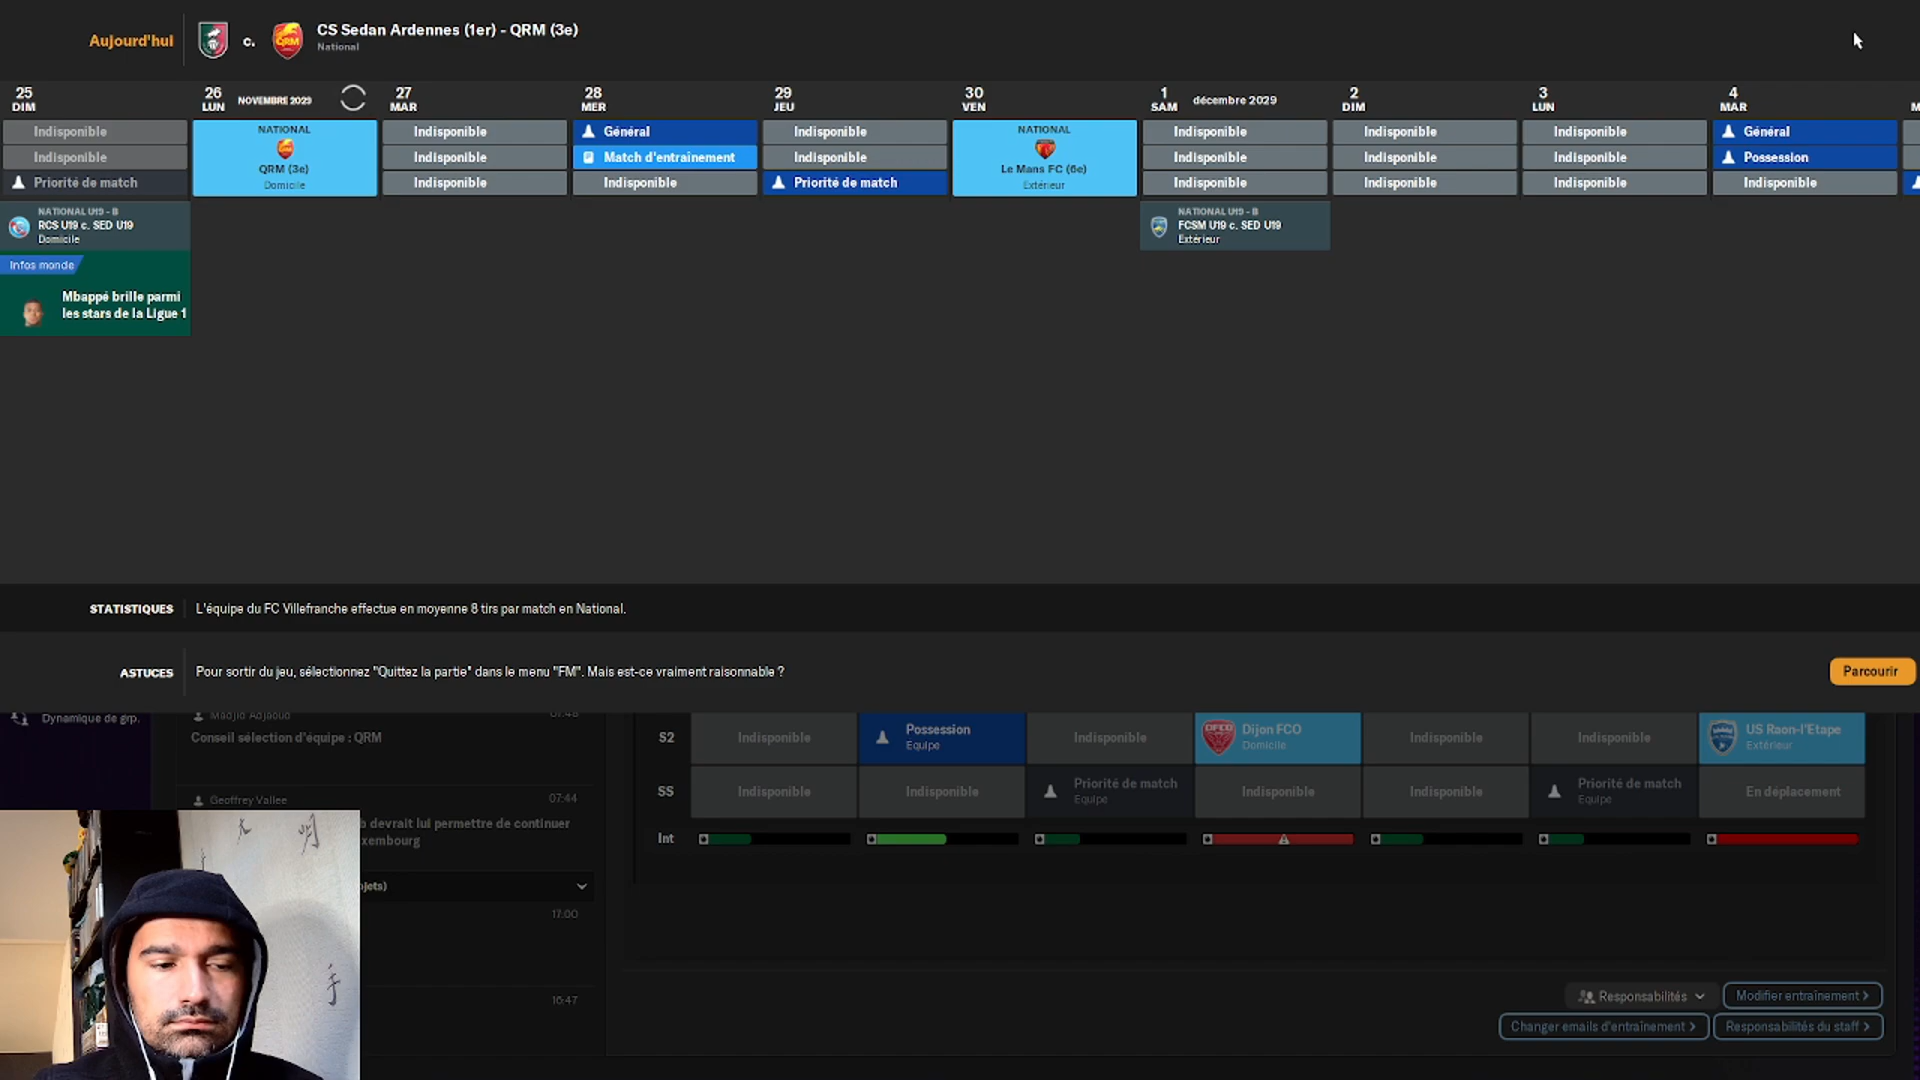 Aujourd'hui
c.
CS Sedan Ardennes (1er) - QRM (3e)
National
25
DIM
26
LUN
NOVEMBRE 2029
27
MAR
28
MER
29
JEU
30
VEN
1
SAM
décembre 2029
2
DIM
3
LUN
4
MAR
M
Indisponible
Indisponible
Priorité de match
NATIONAL
QRM (3e)
Domicile
Indisponible
Indisponible
Indisponible
Général
Match d'entraînement
Indisponible
Indisponible
Indisponible
Priorité de match
NATIONAL
Le Mans FC (6e)
Extérieur
Indisponible
Indisponible
Indisponible
Indisponible
Indisponible
Indisponible
Indisponible
Indisponible
Indisponible
Général
Possession
Indisponible
NATIONAL U19 - B
RCS U19 c. SED U19
Domicile
NATIONAL U19 - B
FCSM U19 c. SED U19
Extérieur
Infos monde
Mbappé brille parmi
les stars de la Ligue 1
STATISTIQUES
L'équipe du FC Villefranche effectue en moyenne 8 tirs par match en National.
ASTUCES
Pour sortir du jeu, sélectionnez "Quittez la partie" dans le menu "FM". Mais est-ce vraiment raisonnable ?
Parcourir
Dynamique de grp.
Madjid Adjaoud
07:48
Conseil sélection d'équipe : QRM
Geoffrey Vallee
07:44
devrait lui permettre de continuer
xembourg
jets)
17:00
16:47
S2
Indisponible
Possession
Equipe
Indisponible
Dijon FCO
Domicile
Indisponible
Indisponible
US Raon-l'Etape
Extérieur
SS
Indisponible
Indisponible
Priorité de match
Equipe
Indisponible
Indisponible
Priorité de match
Equipe
En déplacement
Int
Responsabilités
Modifier entraînement >
Changer emails d'entraînement >
Responsabilités du staff >
手